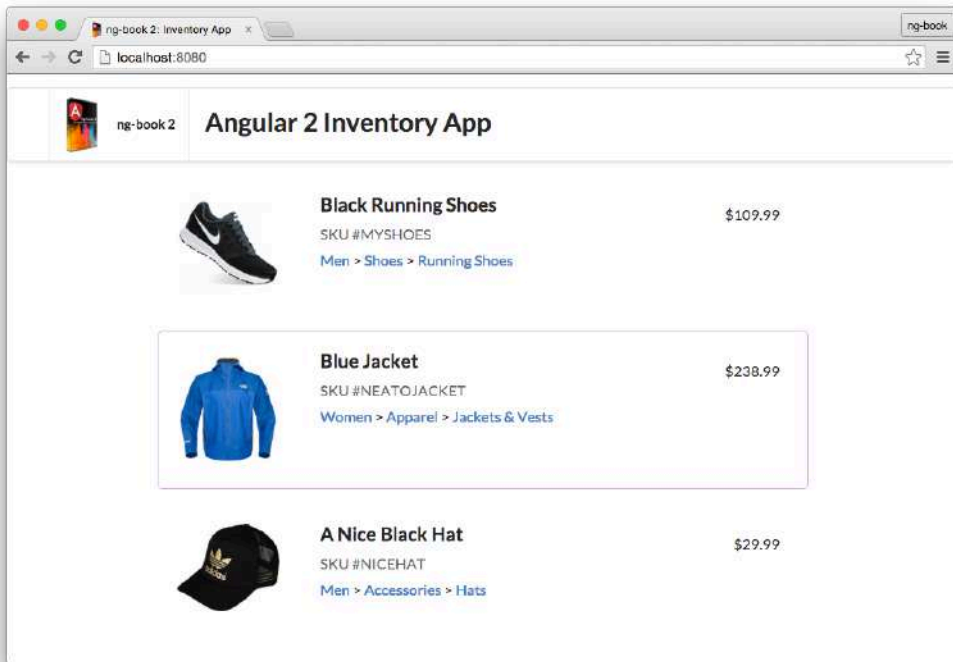 ng-book 2: Inventory App
ng-book
localhost:8080
ng-book 2
Angular 2 Inventory App
Black Running Shoes
$109.99
SKU #MYSHOES
Men > Shoes > Running Shoes
Blue Jacket
$238.99
SKU #NEATOJACKET
Women > Apparel > Jackets & Vests
A Nice Black Hat
$29.99
SKU #NICEHAT
Men > Accessories > Hats
adidas